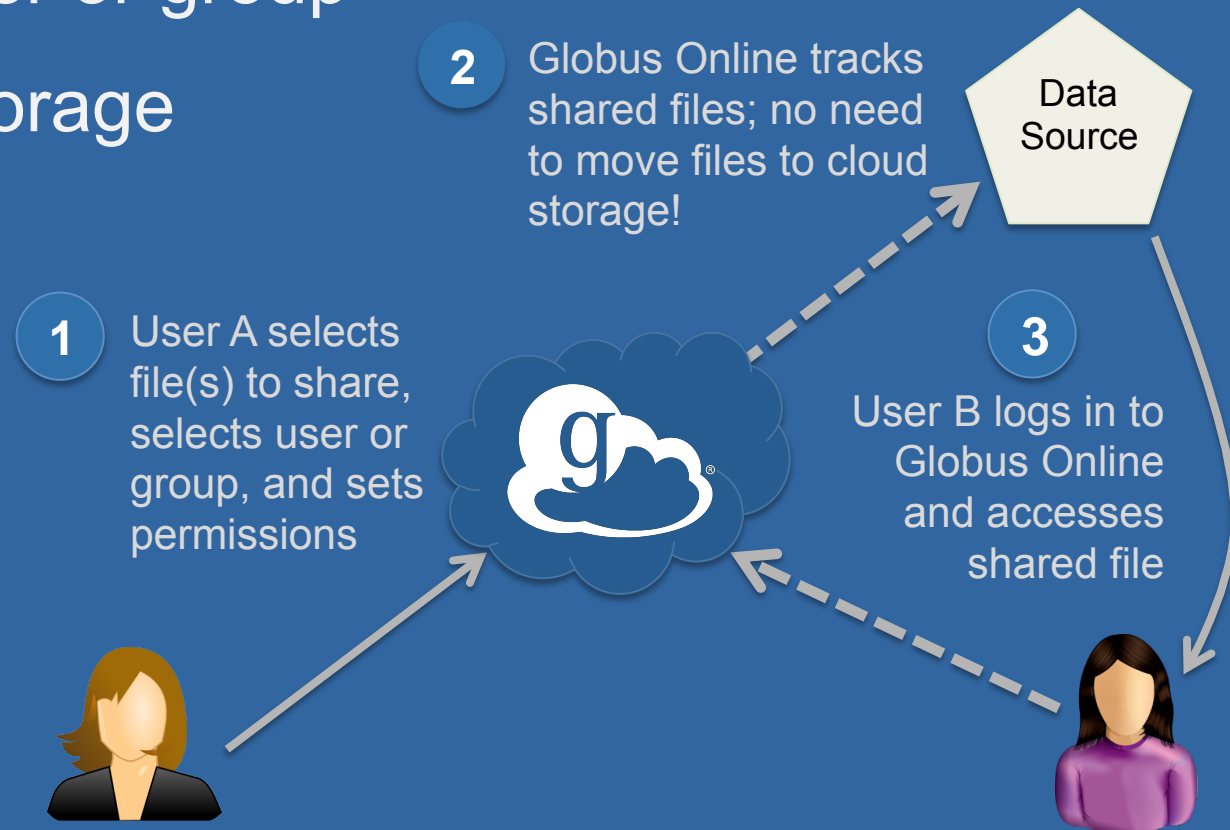 or group
orage
2
Globus Online tracks
shared files; no need
to move files to cloud
storage!
Data
Source
1
User A selects
file(s) to share,
selects user or
group, and sets
permissions
g
®
3
User B logs in to
Globus Online
and accesses
shared file